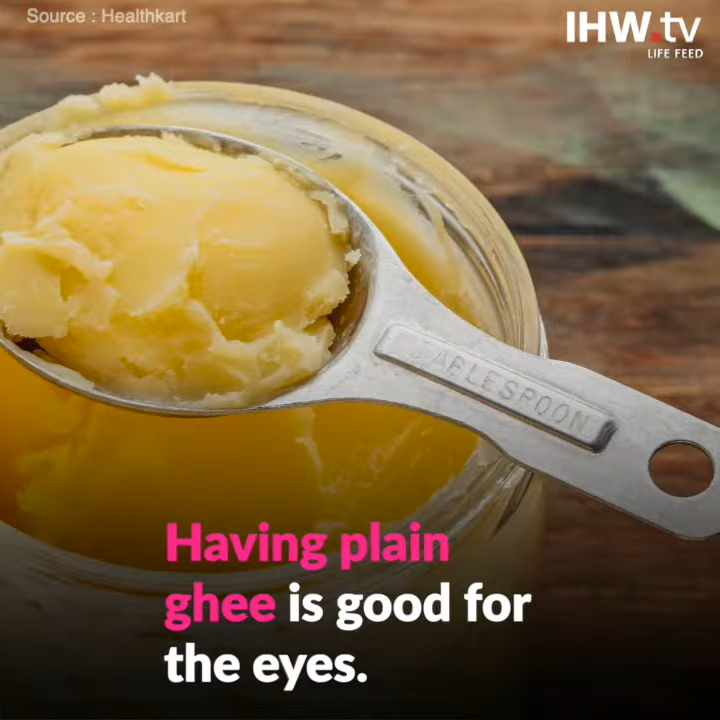 Source : Healthkart
IHW.tv
LIFE FEED
TABLESPOON
Having plain
ghee is good for
the eyes.